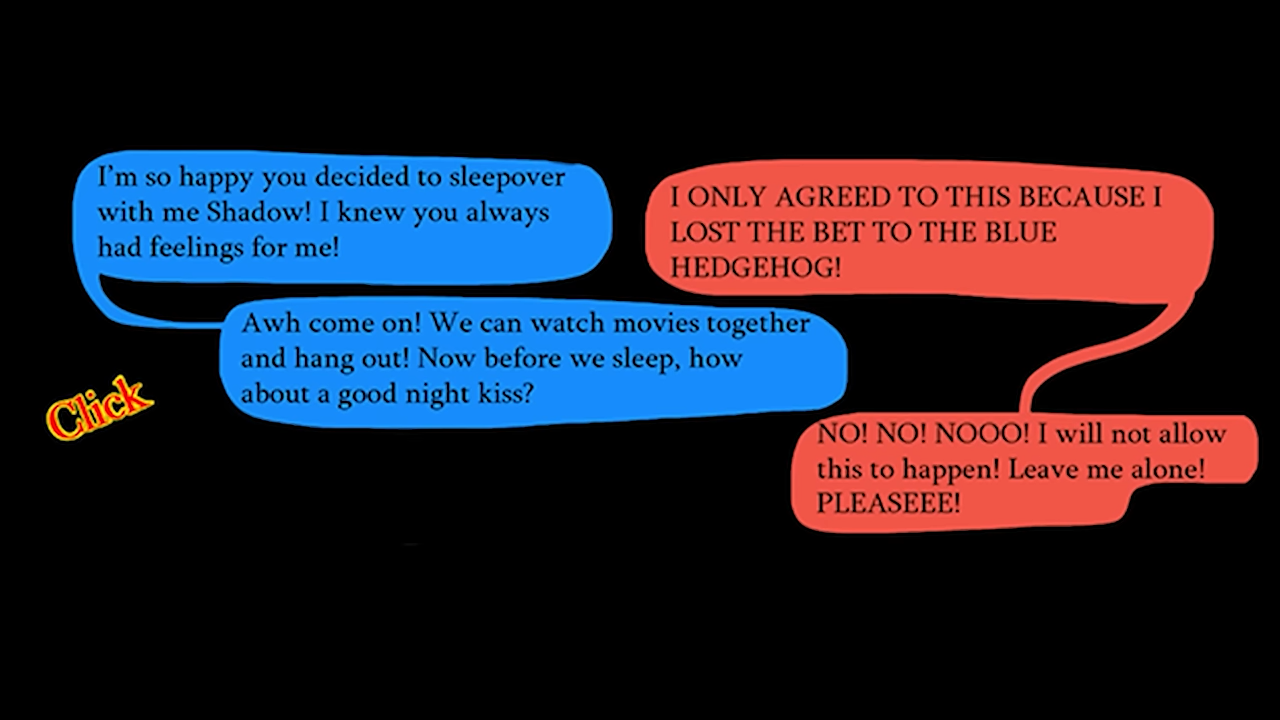 I'm so happy you decided to sleepover
with me Shadow! I knew you always
had feelings for me!
I ONLY AGREED TO THIS BECAUSE I
LOST THE BET TO THE BLUE
HEDGEHOG!
Awh come on! We can watch movies together
and hang out! Now before we sleep, how
about a good night kiss?
Click
NO! NO! NOOO! I will not allow
this to happen! Leave me alone!
PLEASEEE!